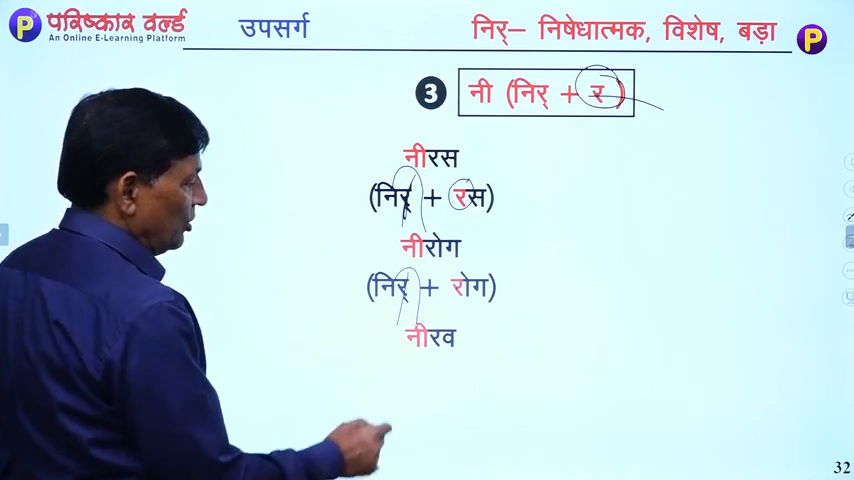 P परिष्कार वर्ल्ड
An Online E-Learning Platform
उपसर्ग
निर्– निषेधात्मक, विशेष, बड़ा
P
3 नी (निर् + र)
नीरस
(निर् + रस)
नीरोग
(निर् + रोग)
नीरव
32